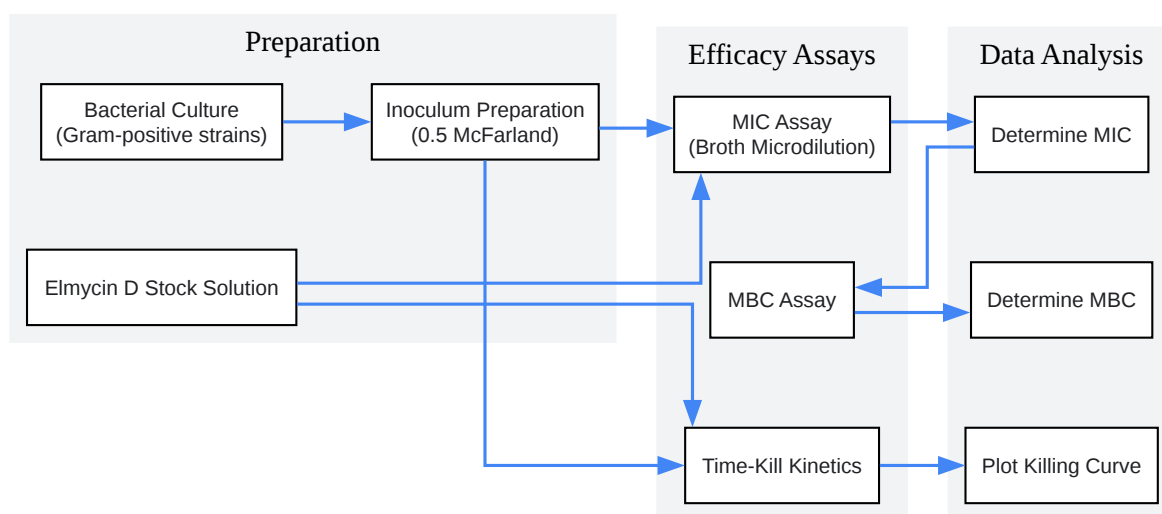 Preparation
Bacterial Culture
(Gram-positive strains)
Inoculum Preparation
(0.5 McFarland)
Elmycin D Stock Solution
Efficacy Assays
MIC Assay
(Broth Microdilution)
MBC Assay
Time-Kill Kinetics
Data Analysis
Determine MIC
Determine MBC
Plot Killing Curve